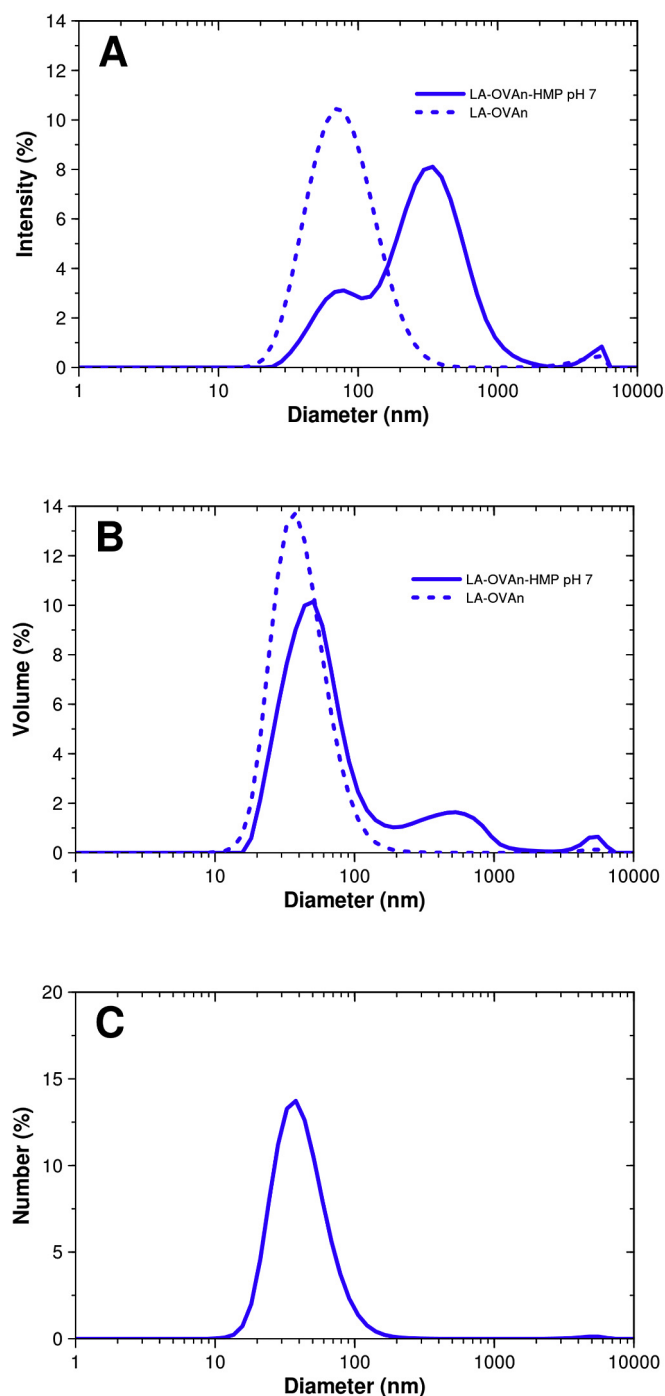 A
14
12
10
8
6
4
2
0
Intensity (%)
LA-OVAn-HMP pH 7
LA-OVAn
1 10 100 1000 10000
Diameter (nm)
B
14
12
10
8
6
4
2
0
Volume (%)
LA-OVAn-HMP pH 7
LA-OVAn
1 10 100 1000 10000
Diameter (nm)
C
20
15
10
5
0
Number (%)
1 10 100 1000 10000
Diameter (nm)